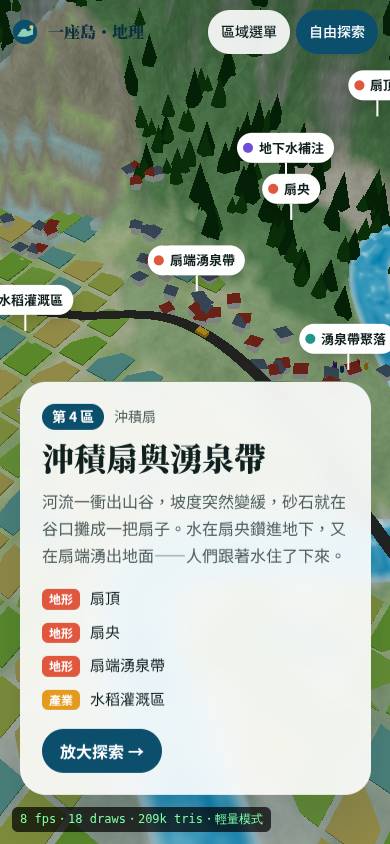 一座島·地理
區域選單
自由探索
地下水補注
扇央
扇端湧泉帶
水稻灌溉區
湧泉帶聚落
第 4 區 沖積扇
沖積扇與湧泉帶
河流一衝出山谷，坡度突然變緩，砂石就在
谷口攤成一把扇子。水在扇央鑽進地下，又
在扇端湧出地面——人們跟著水住了下來。
地形 扇頂
地形 扇央
地形 扇端湧泉帶
產業 水稻灌溉區
放大探索 →
8 fps·18 draws·209k tris·輕量模式